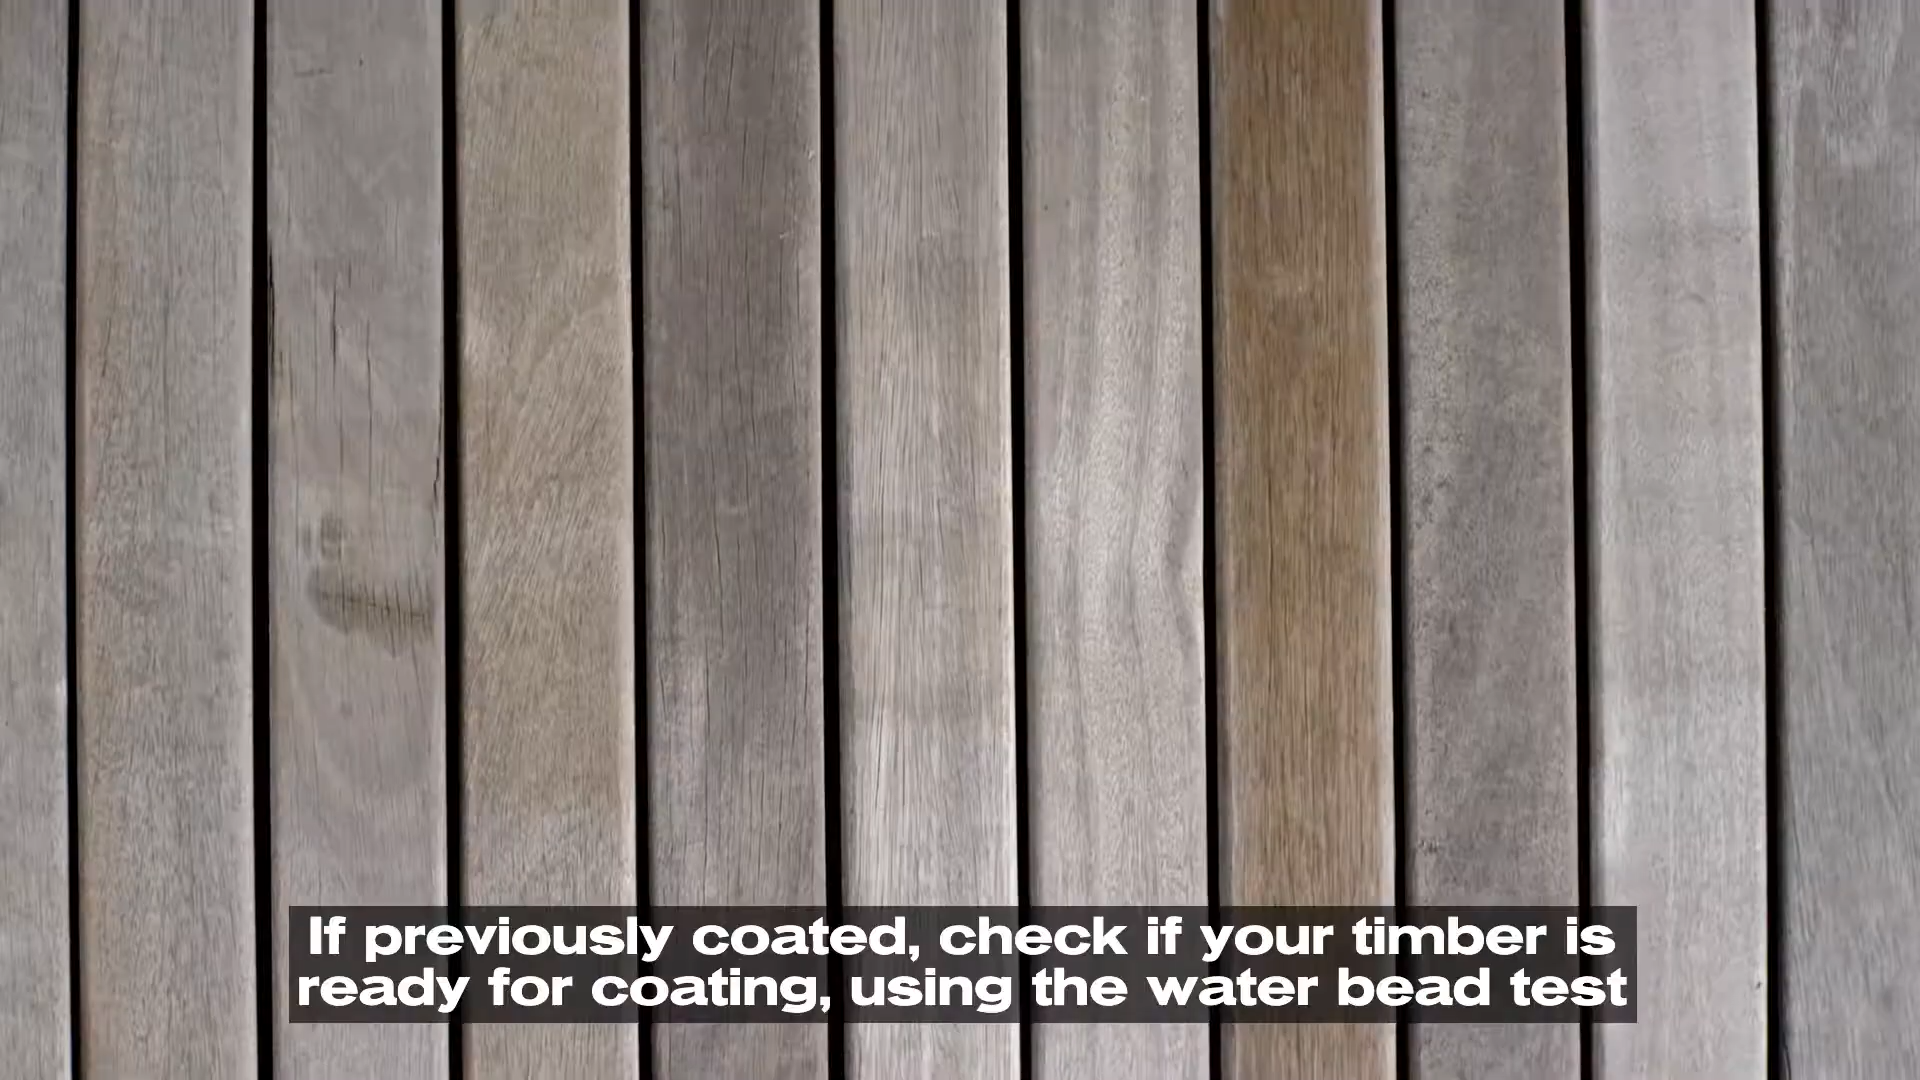 If previously coated, check if your timber is
ready for coating, using the water bead test